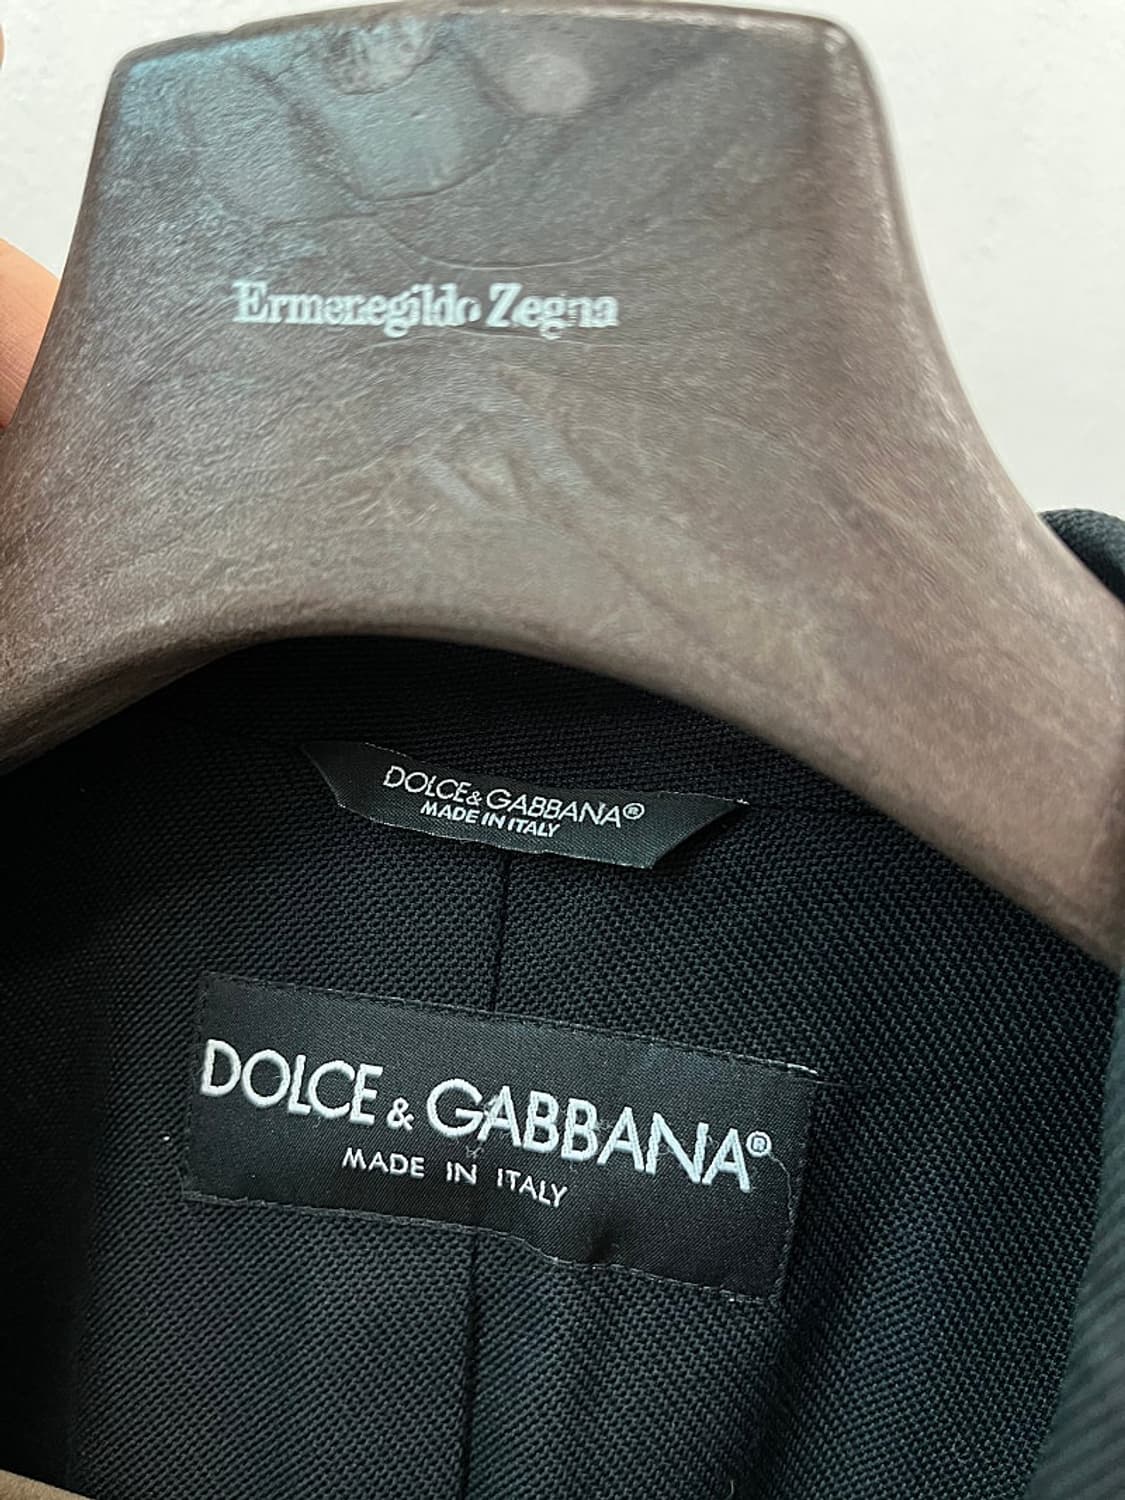 Ermenegildo Zegna
DOLCE & GABBANA®
MADE IN ITALY
DOLCE & GABBANA®
MADE IN ITALY